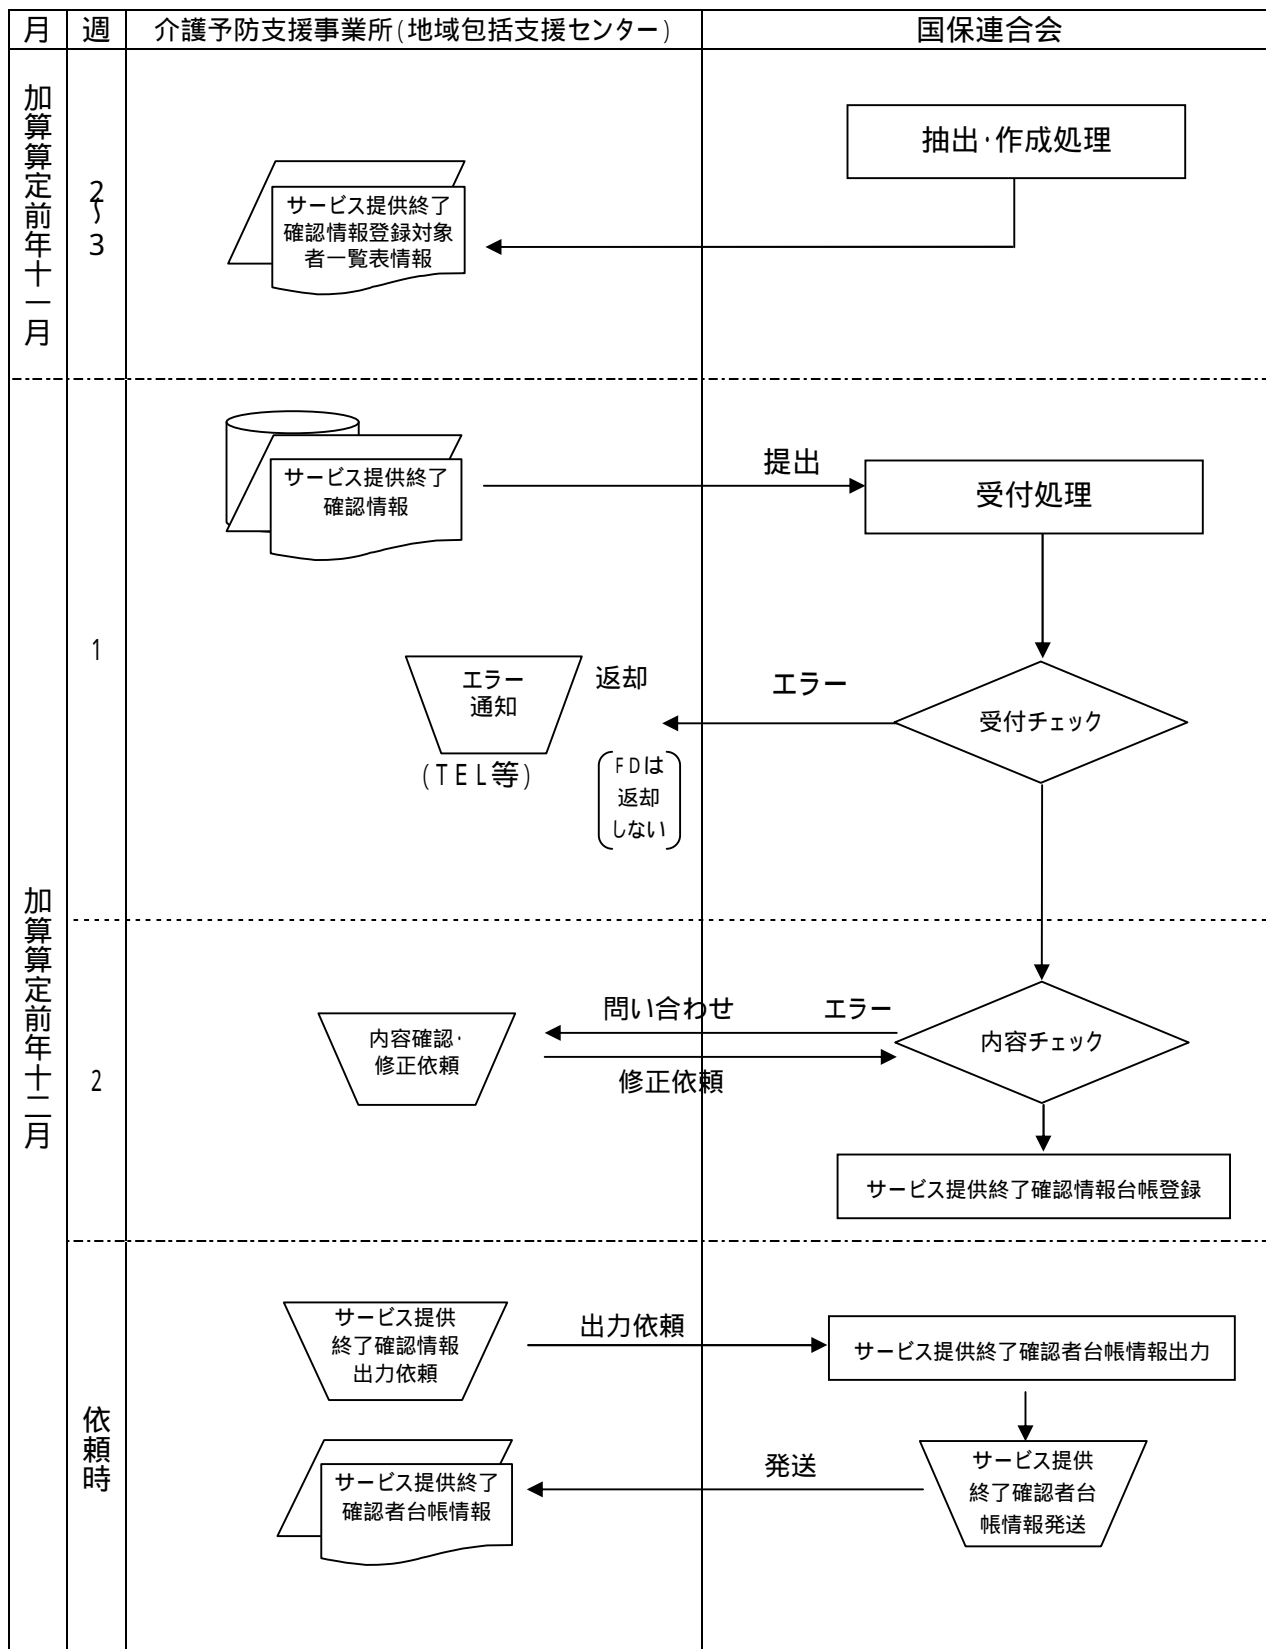 月
週
介護予防支援事業所(地域包括支援センター)
国保連合会
加算算定前年十一月
2～3
抽出・作成処理
サービス提供終了
確認情報登録対象
者一覧表情報
加算算定前年十二月
1
サービス提供終了
確認情報
提出
受付処理
エラー
通知
(TEL等)
返却
エラー
受付チェック
FDは
返却
しない
2
内容確認・
修正依頼
問い合わせ
エラー
修正依頼
内容チェック
サービス提供終了確認情報台帳登録
依頼時
サービス提供
終了確認情報
出力依頼
出力依頼
サービス提供終了確認者台帳情報出力
サービス提供終了
確認者台帳情報
発送
サービス提供
終了確認者台
帳情報発送